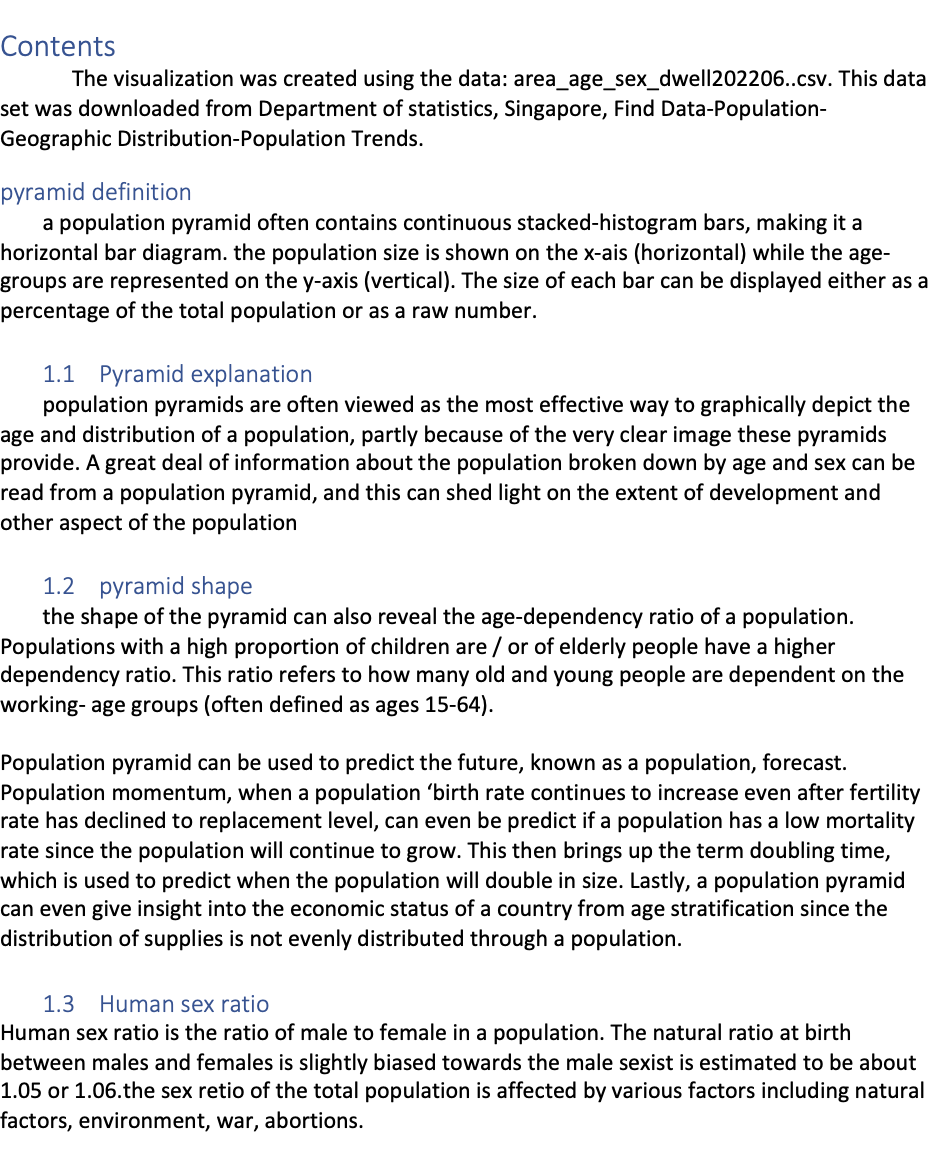 Contents
The visualization was created using the data: area_age_sex_dwell202206..csv. This data
set was downloaded from Department of statistics, Singapore, Find Data-Population-
Geographic Distribution-Population Trends.
pyramid definition
a population pyramid often contains continuous stacked-histogram bars, making it a
horizontal bar diagram. the population size is shown on the x-ais (horizontal) while the age-
groups are represented on the y-axis (vertical). The size of each bar can be displayed either as a
percentage of the total population or as a raw number.
1.1 Pyramid explanation
population pyramids are often viewed as the most effective way to graphically depict the
age and distribution of a population, partly because of the very clear image these pyramids
provide. A great deal of information about the population broken down by age and sex can be
read from a population pyramid, and this can shed light on the extent of development and
other aspect of the population
1.2 pyramid shape
the shape of the pyramid can also reveal the age-dependency ratio of a population.
Populations with a high proportion of children are / or of elderly people have a higher
dependency ratio. This ratio refers to how many old and young people are dependent on the
working- age groups (often defined as ages 15-64).
Population pyramid can be used to predict the future, known as a population, forecast.
Population momentum, when a population ‘birth rate continues to increase even after fertility
rate has declined to replacement level, can even be predict if a population has a low mortality
rate since the population will continue to grow. This then brings up the term doubling time,
which is used to predict when the population will double in size. Lastly, a population pyramid
can even give insight into the economic status of a country from age stratification since the
distribution of supplies is not evenly distributed through a population.
1.3 Human sex ratio
Human sex ratio is the ratio of male to female in a population. The natural ratio at birth
between males and females is slightly biased towards the male sexist is estimated to be about
1.05 or 1.06.the sex retio of the total population is affected by various factors including natural
factors, environment, war, abortions.